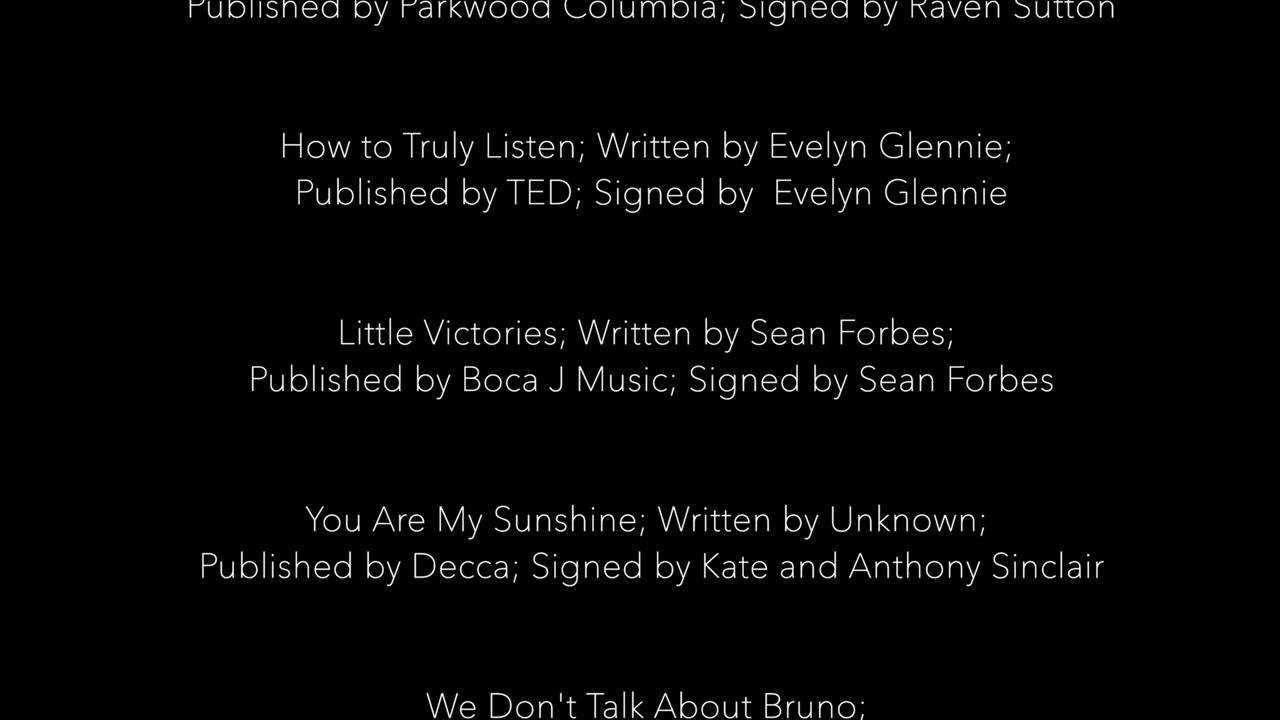 Published by Parkwood Columbia; Signed by Raven Sutton
How to Truly Listen; Written by Evelyn Glennie;
Published by TED; Signed by  Evelyn Glennie
Little Victories; Written by Sean Forbes;
Published by Boca J Music; Signed by Sean Forbes
You Are My Sunshine; Written by Unknown;
Published by Decca; Signed by Kate and Anthony Sinclair
We Don't Talk About Bruno;